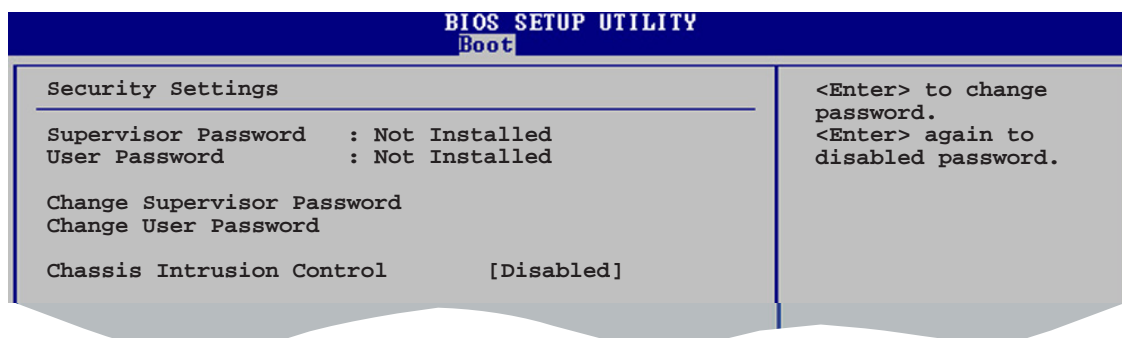 BIOS SETUP UTILITY
Boot
Security Settings
Supervisor Password : Not Installed
User Password : Not Installed
Change Supervisor Password
Change User Password
Chassis Intrusion Control [Disabled]
<Enter> to change
password.
<Enter> again to
disabled password.